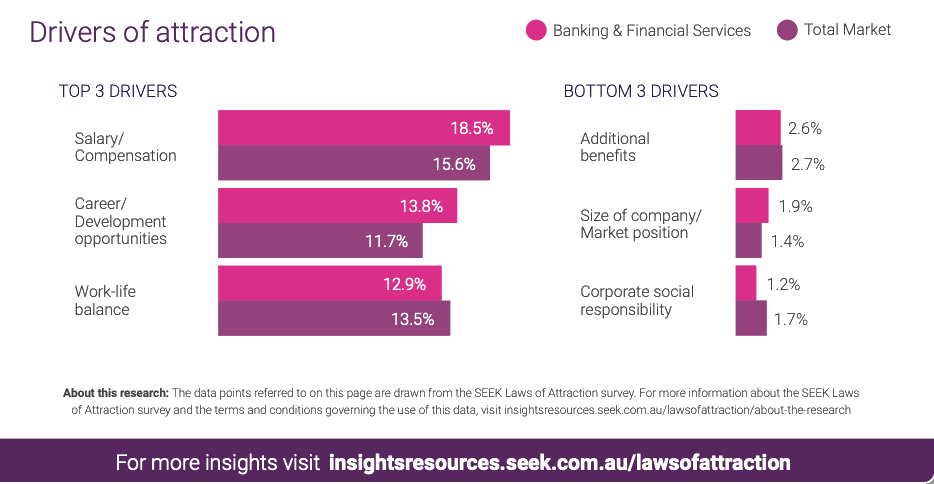 Drivers of attraction
Banking & Financial Services
Total Market
TOP 3 DRIVERS
Salary/
Compensation
18.5%
15.6%
Career/
Development
opportunities
13.8%
11.7%
Work-life
balance
12.9%
13.5%
BOTTOM 3 DRIVERS
Additional
benefits
2.6%
2.7%
Size of company/
Market position
1.9%
1.4%
Corporate social
responsibility
1.2%
1.7%
About this research: The data points referred to on this page are drawn from the SEEK Laws of Attraction survey. For more information about the SEEK Laws
of Attraction survey and the terms and conditions governing the use of this data, visit insightsresources.seek.com.au/lawsofattraction/about-the-research
For more insights visit insightsresources.seek.com.au/lawsofattraction